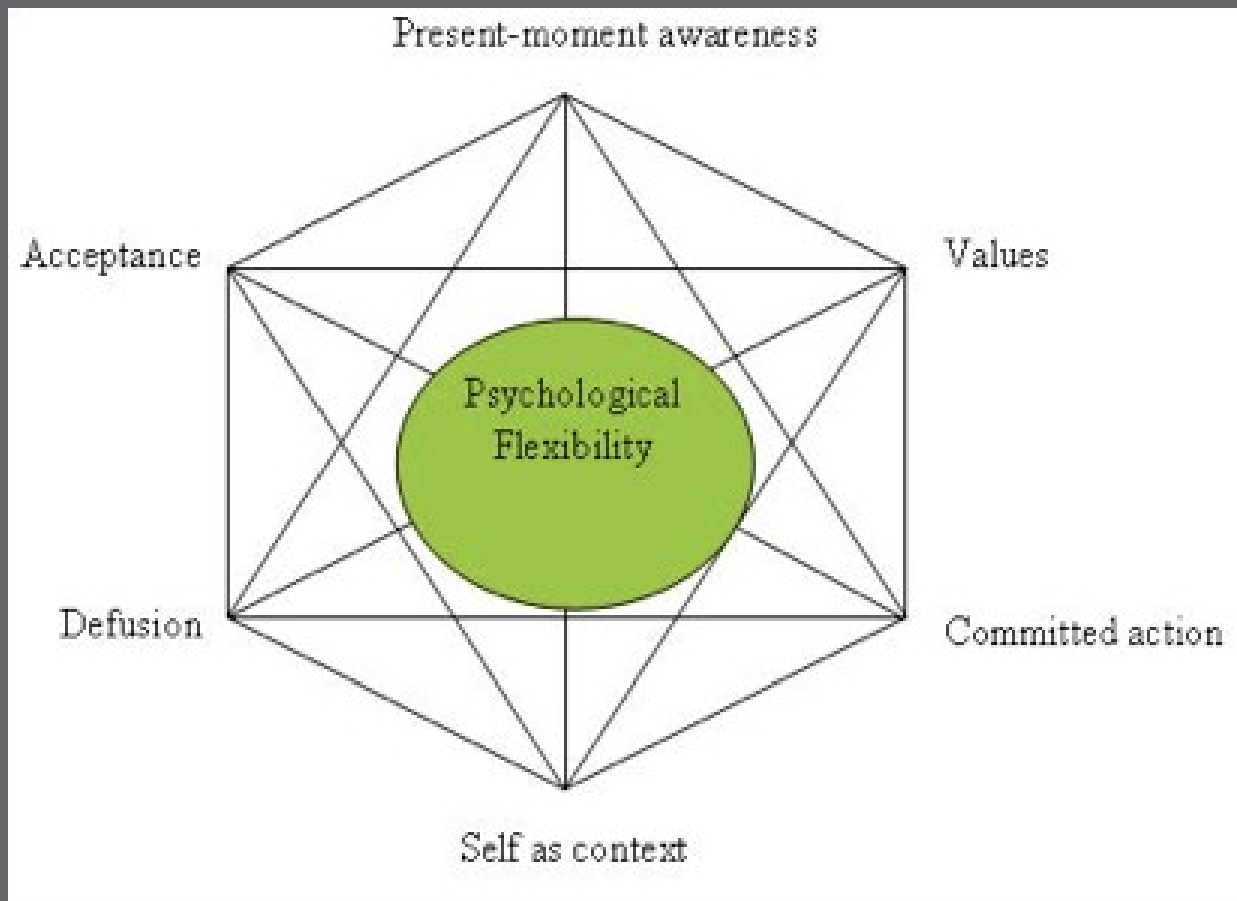 Present-moment awareness
Acceptance
Values
Psychological
Flexibility
Defusion
Committed action
Self as context